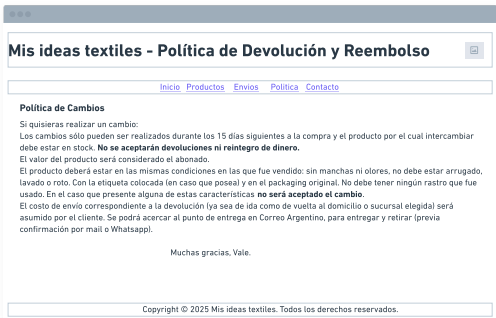 Mis ideas textiles - Política de Devolución y Reembolso
Inicio Productos Envios Politica Contacto
Política de Cambios
Si quisieras realizar un cambio:
Los cambios sólo pueden ser realizados durante los 15 días siguientes a la compra y el producto por el cual intercambiar
debe estar en stock. No se aceptarán devoluciones ni reintegro de dinero.
El valor del producto será considerado el abonado.
El producto deberá estar en las mismas condiciones en las que fue vendido: sin manchas ni olores, no debe estar arrugado,
lavado o roto. Con la etiqueta colocada (en caso que posea) y en el packaging original. No debe tener ningún rastro que fue
usado. En el caso que presente alguna de estas características no será aceptado el cambio.
El costo de envío correspondiente a la devolución (ya sea de ida como de vuelta al domicilio o sucursal elegida) será
asumido por el cliente. Se podrá acercar al punto de entrega en Correo Argentino, para entregar y retirar (previa
confirmación por mail o Whatsapp).
Muchas gracias, Vale.
Copyright © 2025 Mis ideas textiles. Todos los derechos reservados.